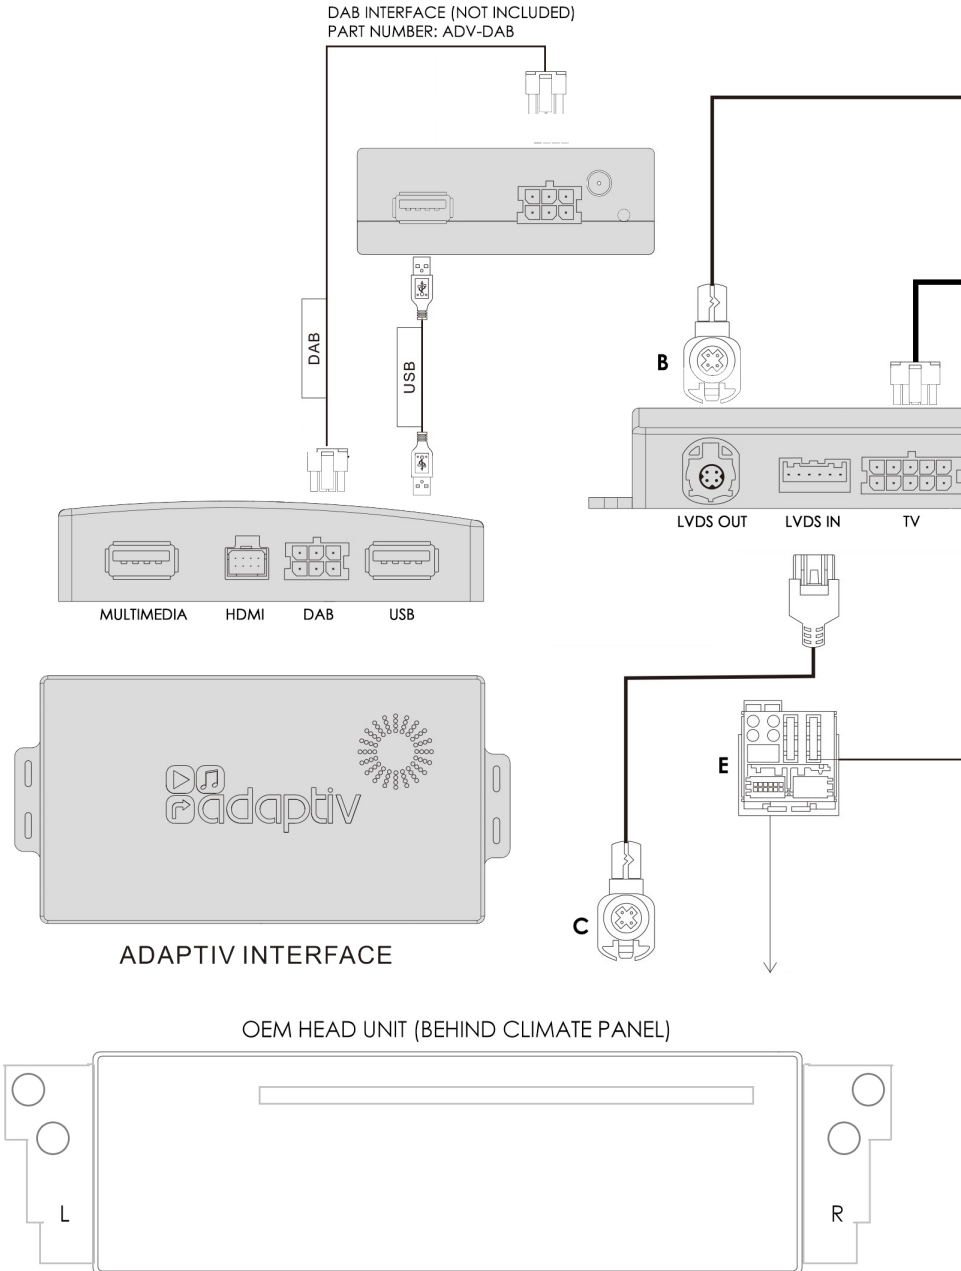 DAB INTERFACE (NOT INCLUDED)
PART NUMBER: ADV-DAB
DAB
USB
B
LVDS OUT
LVDS IN
TV
MULTIMEDIA
HDMI
DAB
USB
adaptiv
E
C
ADAPTIV INTERFACE
OEM HEAD UNIT (BEHIND CLIMATE PANEL)
L
R